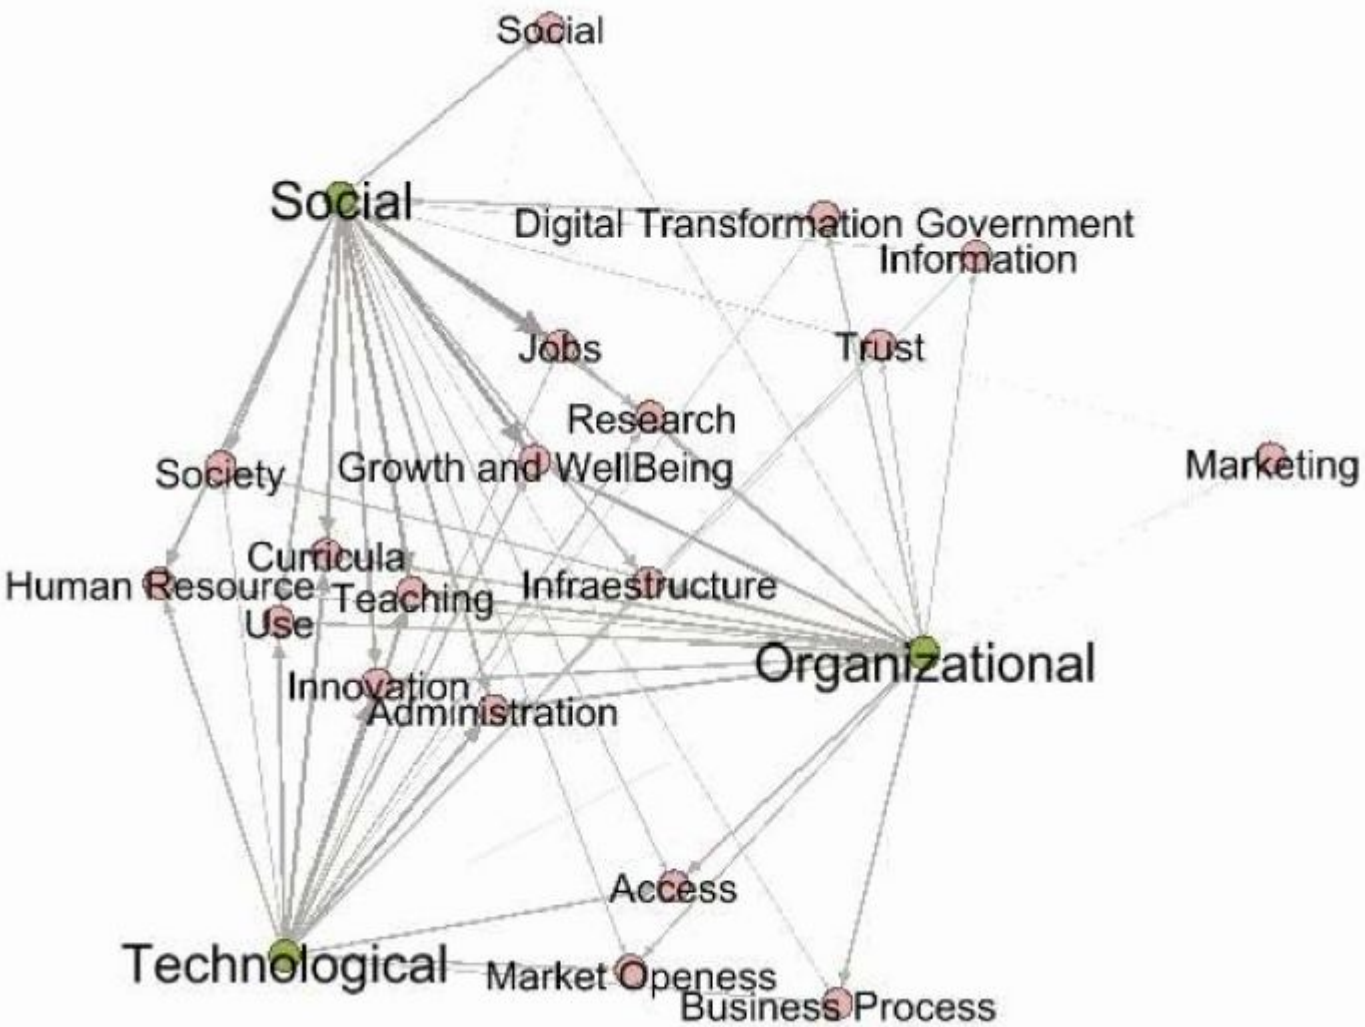 Social
Social
Digital Transformation Government
Information
Jobs
Trust
Research
Society
Growth and WellBeing
Marketing
Curricula
Human Resource
Teaching
Infraestructure
Use
Organizational
Innovation
Administration
Access
Technological
Market Openess
Business Process